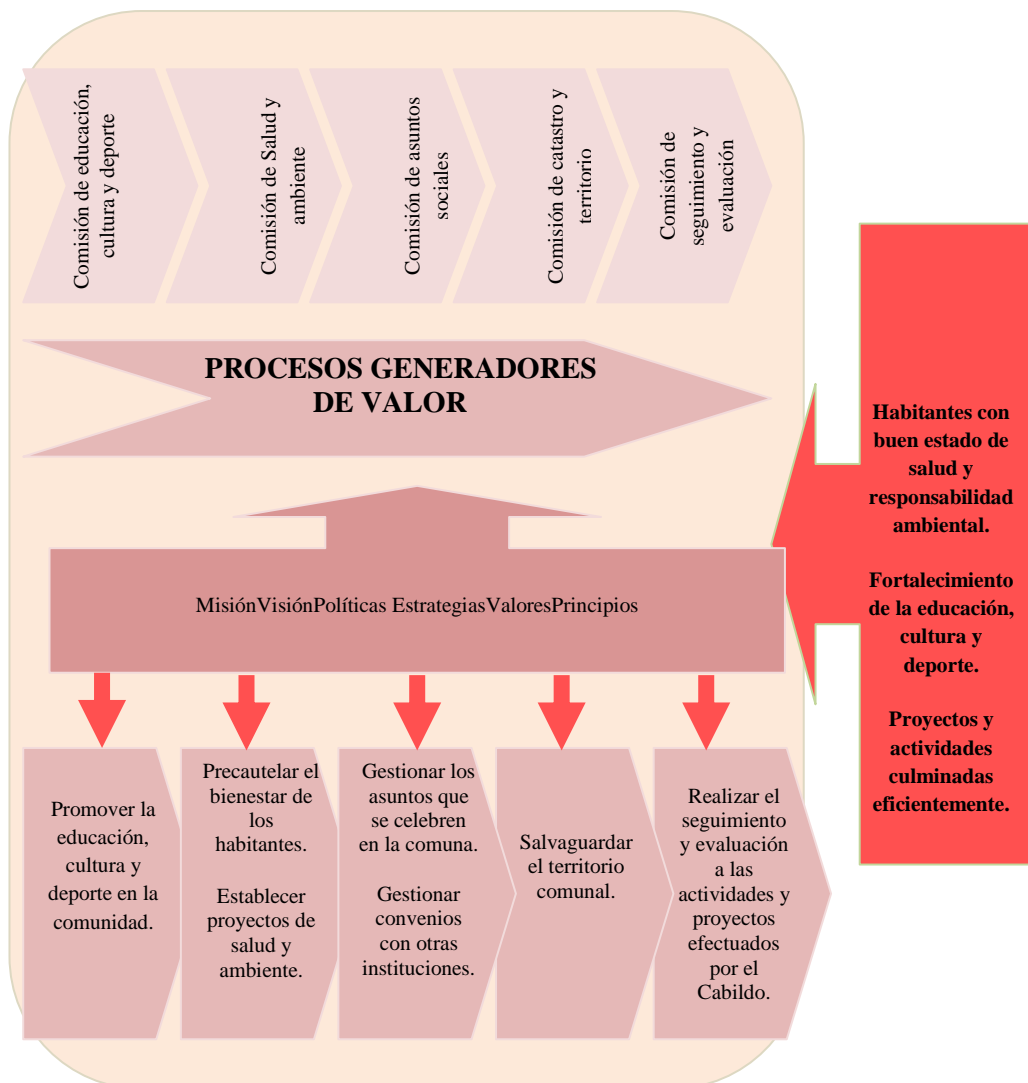 Comisión de educación,
cultura y deporte
Comisión de Salud y
ambiente
Comisión de asuntos
sociales
Comisión de catastro y
territorio
Comisión de
seguimiento y
evaluación
PROCESOS GENERADORES
DE VALOR
MisiónVisiónPolíticas EstrategiasValoresPrincipios
Promover la
educación,
cultura y
deporte en la
comunidad.
Precautelar el
bienestar de
los
habitantes.
Establecer
proyectos de
salud y
ambiente.
Gestionar los
asuntos que
se celebren
en la comuna.
Gestionar
convenios
con otras
instituciones.
Salvaguardar
el territorio
comunal.
Realizar el
seguimiento
y evaluación
a las
actividades y
proyectos
efectuados
por el
Cabildo.
Habitantes con
buen estado de
salud y
responsabilidad
ambiental.
Fortalecimiento
de la educación,
cultura y
deporte.
Proyectos y
actividades
culminadas
eficientemente.